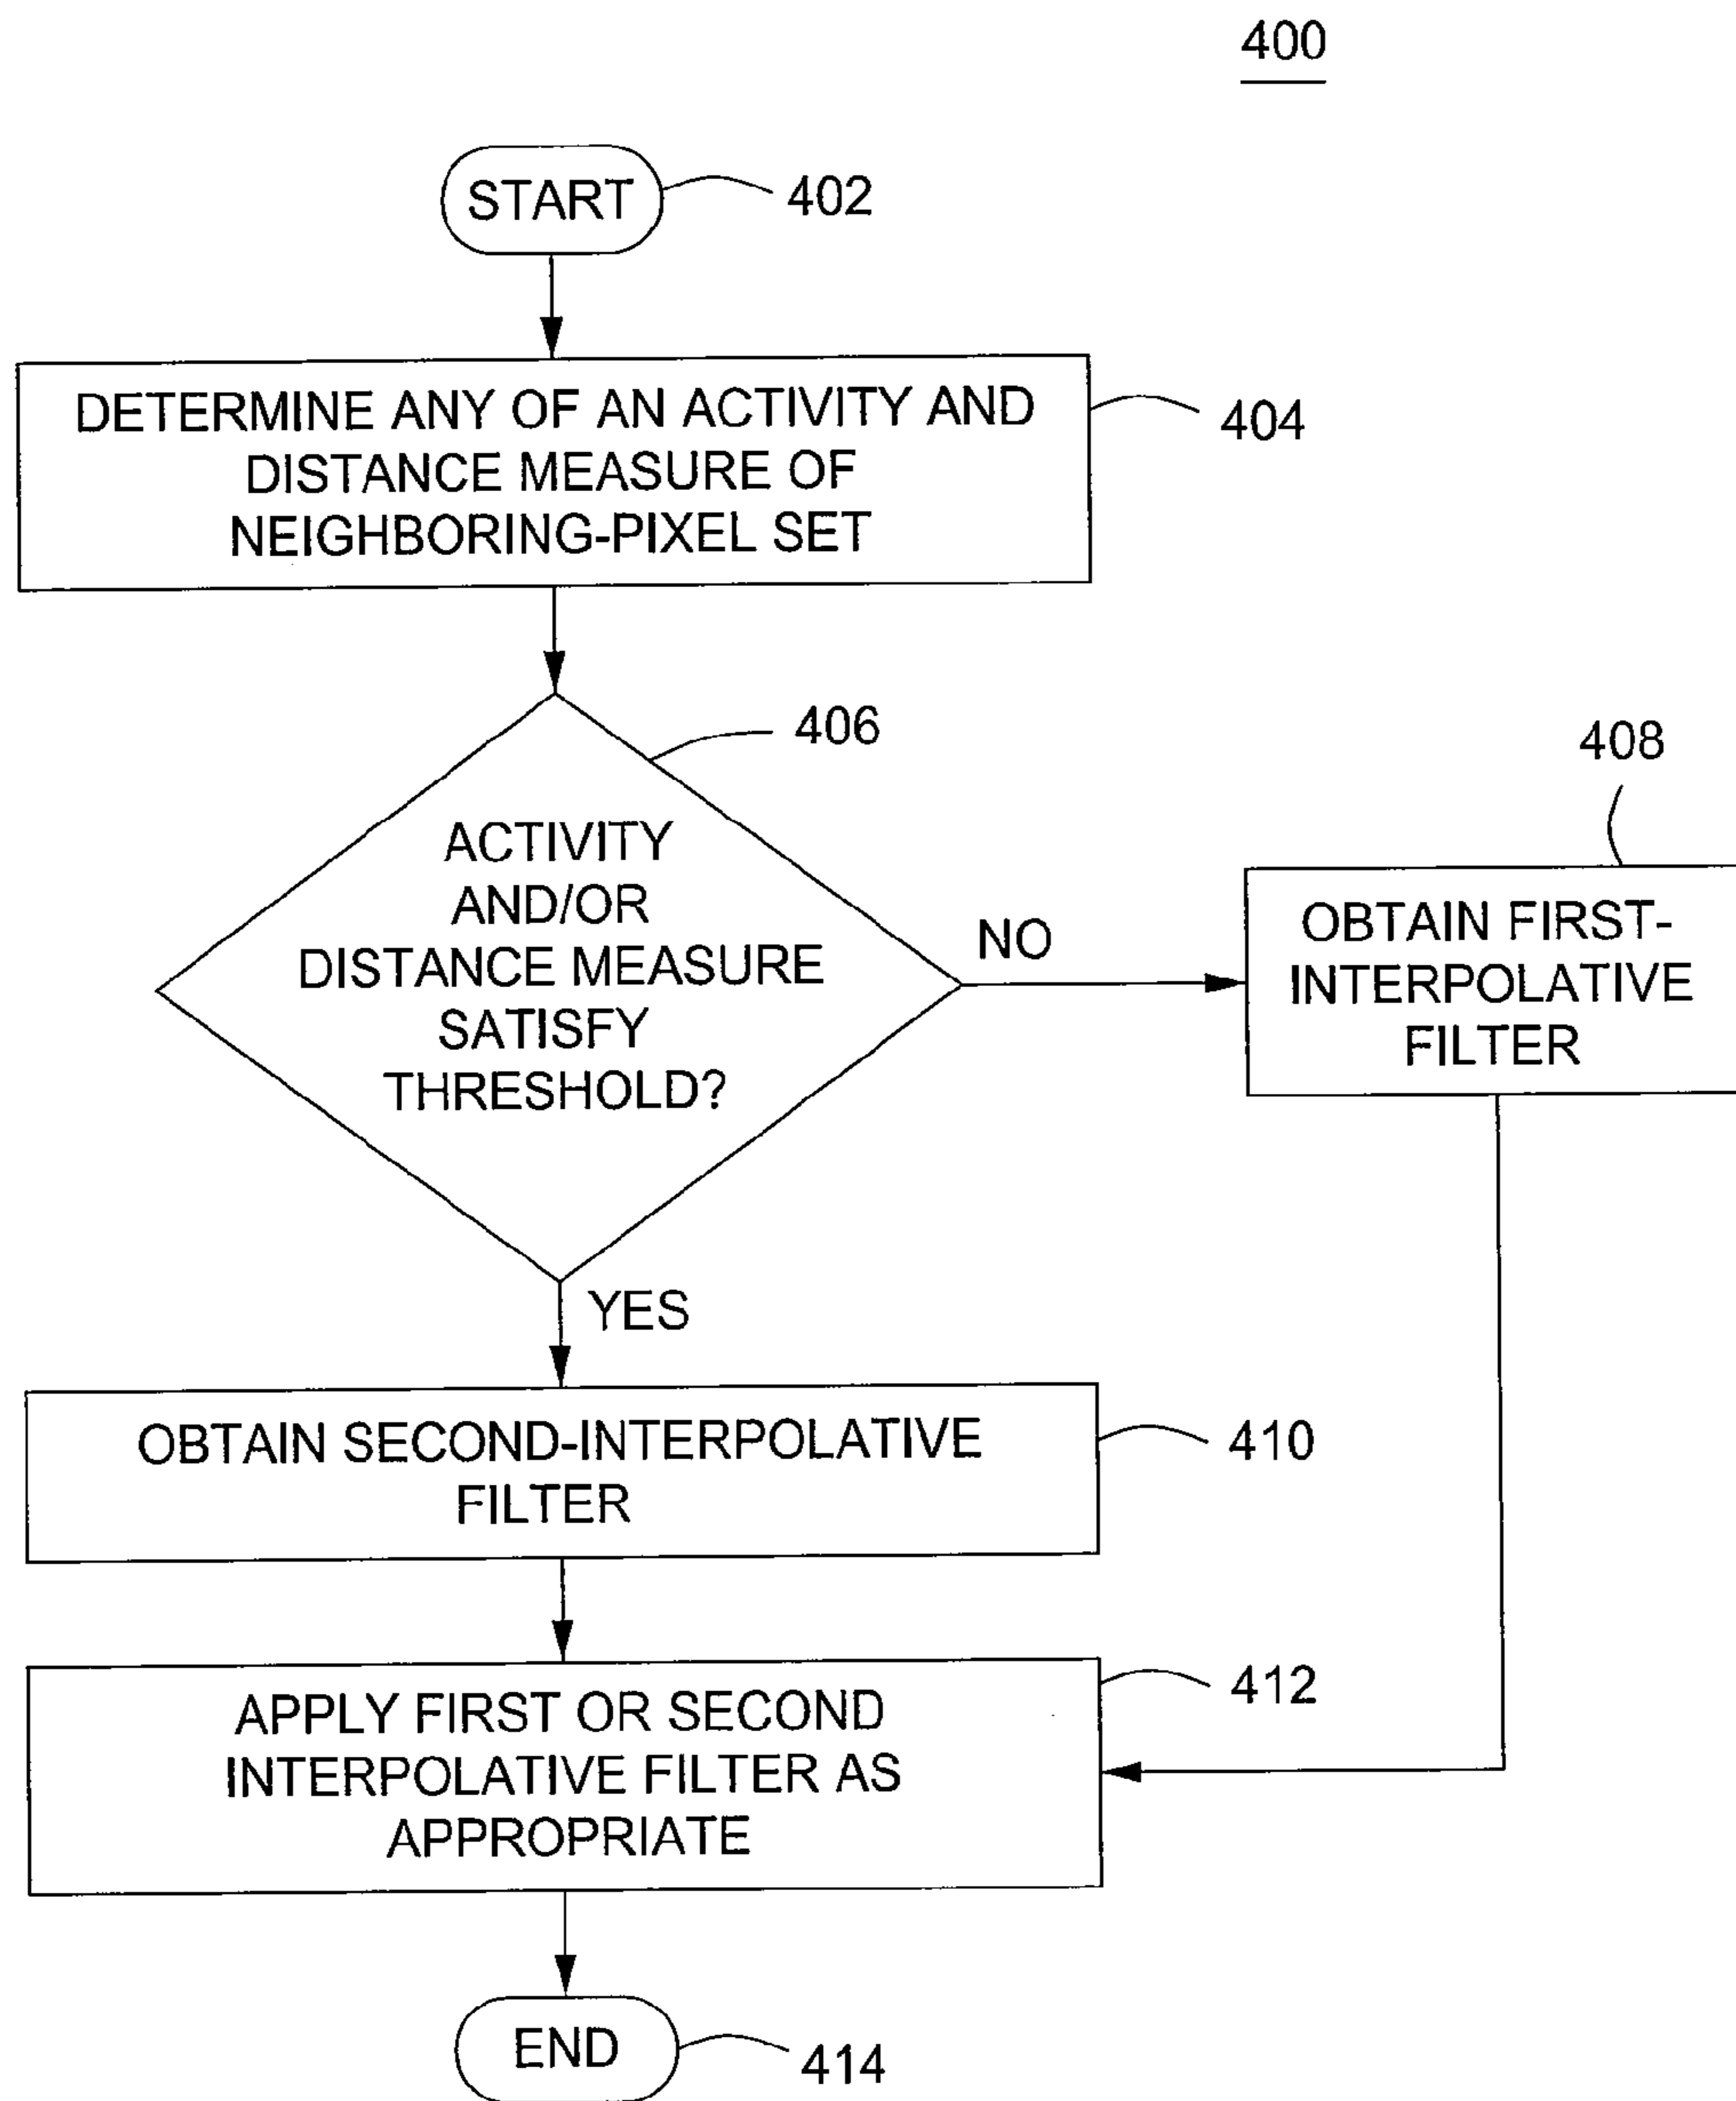 400
START
402
DETERMINE ANY OF AN ACTIVITY AND
DISTANCE MEASURE OF
NEIGHBORING-PIXEL SET
404
406
ACTIVITY
AND/OR
DISTANCE MEASURE
SATISFY
THRESHOLD?
NO
408
OBTAIN FIRST-
INTERPOLATIVE
FILTER
YES
OBTAIN SECOND-INTERPOLATIVE
FILTER
410
APPLY FIRST OR SECOND
INTERPOLATIVE FILTER AS
APPROPRIATE
412
END
414